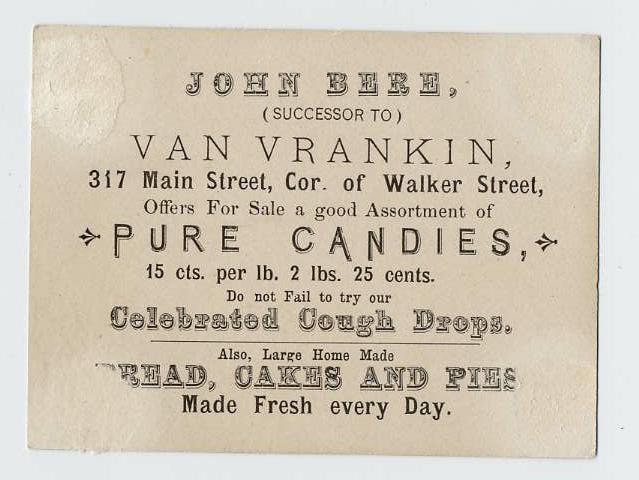 JOHN BERE,
(SUCCESSOR TO)
VAN VRANKIN,
317 Main Street, Cor. of Walker Street,
Offers For Sale a good Assortment of
PURE CANDIES,
15 cts. per lb. 2 lbs. 25 cents.
Do not Fail to try our
Celebrated Cough Drops.
Also, Large Home Made
BREAD, CAKES AND PIES
Made Fresh every Day.